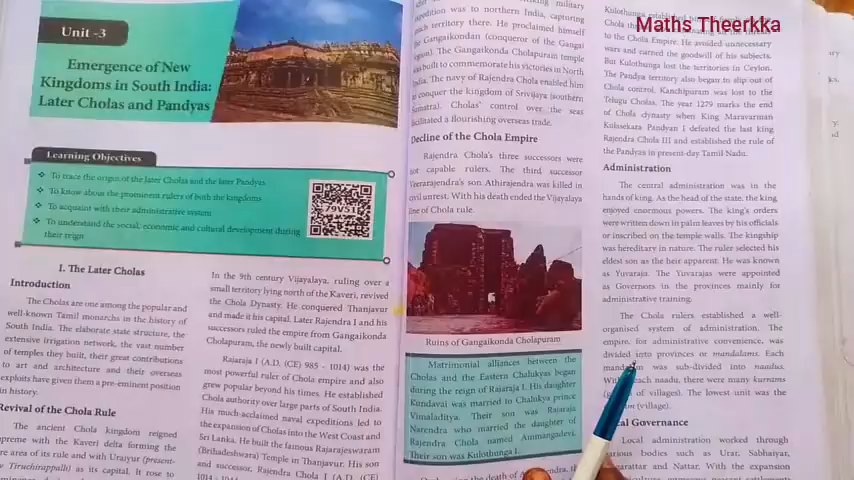 Maths Theerkka
Unit -3
Emergence of New
Kingdoms in South India:
Later Cholas and Pandyas
Learning Objectives
❖ To trace the origin of the later Cholas and the later Pandyas
❖ To know about the prominent rulers of both the kingdoms
❖ To acquaint with their administrative system
❖ To understand the social, economic and cultural development during
their reign
I. The Later Cholas
Introduction
The Cholas are one among the popular and
well-known Tamil monarchs in the history of
South India. The elaborate state structure, the
extensive irrigation network, the vast number
of temples they built, their great contributions
to art and architecture and their overseas
exploits have given them a pre-eminent position
in history.
Revival of the Chola Rule
The ancient Chola kingdom reigned
supreme with the Kaveri delta forming the
core area of its rule and with Uraiyur (present-
Tiruchirappalli) as its capital. It rose to
In the 9th century Vijayalaya, ruling over a
small territory lying north of the Kaveri, revived
the Chola Dynasty. He conquered Thanjavur
and made it his capital. Later Rajendra I and his
successors ruled the empire from Gangaikonda
Cholapuram, the newly built capital.
Rajaraja I (A.D. (CE) 985 - 1014) was the
most powerful ruler of Chola empire and also
grew popular beyond his times. He established
Chola authority over large parts of South India.
His much-acclaimed naval expeditions led to
the expansion of Cholas into the West Coast and
Sri Lanka. He built the famous Rajarajeswaram
(Brihadeshwara) Temple in Thanjavur. His son
and successor, Rajendra Chola I (A.D. (CE)
military
expedition was to northern India, capturing
much territory there. He proclaimed himself
the Gangaikondan (conqueror of the Gangai
region). The Gangaikonda Cholapuram temple
was built to commemorate his victories in North
India. The navy of Rajendra Chola enabled him
to conquer the kingdom of Srivijaya (southern
Sumatra). Cholas' control over the seas
facilitated a flourishing overseas trade.
Decline of the Chola Empire
Rajendra Chola's three successors were
not capable rulers. The third successor
Veerarajendra's son, Athirajendra was killed in
civil unrest. With his death ended the Vijayalaya
line of Chola rule.
Ruins of Gangaikonda Cholapuram
Matrimonial alliances between the
Cholas and the Eastern Chalukyas began
during the reign of Rajaraja I. His daughter
Kundavai was married to Chalukya prince
Vimaladitya. Their son was Rajaraja
Narendra who married the daughter of
Rajendra Chola named Ammangadevi.
Their son was Kulothunga I.
the death of
Kulothunga
to the Chola Empire. He avoided unnecessary
wars and earned the goodwill of his subjects.
But Kulothunga lost the territories in Ceylon.
The Pandya territory also began to slip out of
Chola control. Kanchipuram was lost to the
Telugu Cholas. The year 1279 marks the end
of Chola dynasty when King Maravarman
Kulasekara Pandyan I defeated the last king
Rajendra Chola III and established the rule of
the Pandyas in present-day Tamil Nadu.
Administration
The central administration was in the
hands of king. As the head of the state, the king
enjoyed enormous powers. The king's orders
were written down in palm leaves by his officials
or inscribed on the temple walls. The kingship
was hereditary in nature. The ruler selected his
eldest son as the heir apparent. He was known
as Yuvaraja. The Yuvarajas were appointed
as Governors in the provinces mainly for
administrative training.
The Chola rulers established a well-
organised system of administration. The
empire, for administrative convenience, was
divided into provinces or mandalams. Each
was sub-divided into naadus.
each naadu, there were many kurrams
of villages). The lowest unit was the
(village).
Governance
Local administration worked through
various bodies such as Urar, Sabhaiyar,
and Nattar. With the expansion